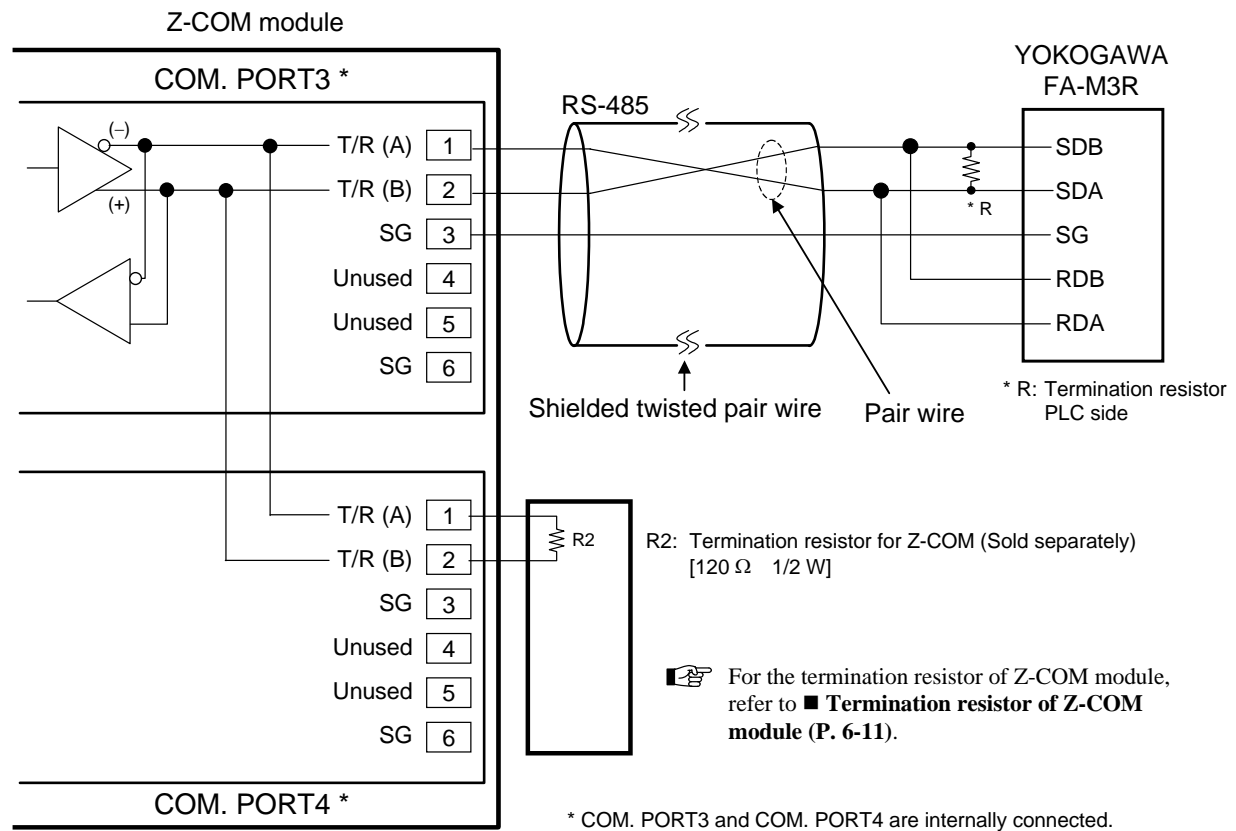 Z-COM module
COM. PORT3 *
(−)
(+)
T/R (A) 1
T/R (B) 2
SG 3
Unused 4
Unused 5
SG 6
RS-485
Shielded twisted pair wire
Pair wire
YOKOGAWA
FA-M3R
SDB
SDA
SG
RDB
RDA
* R
* R: Termination resistor
PLC side
T/R (A) 1
T/R (B) 2
SG 3
Unused 4
Unused 5
SG 6
COM. PORT4 *
R2
R2: Termination resistor for Z-COM (Sold separately)
[120 Ω 1/2 W]
For the termination resistor of Z-COM module,
refer to ■ Termination resistor of Z-COM
module (P. 6-11).
* COM. PORT3 and COM. PORT4 are internally connected.